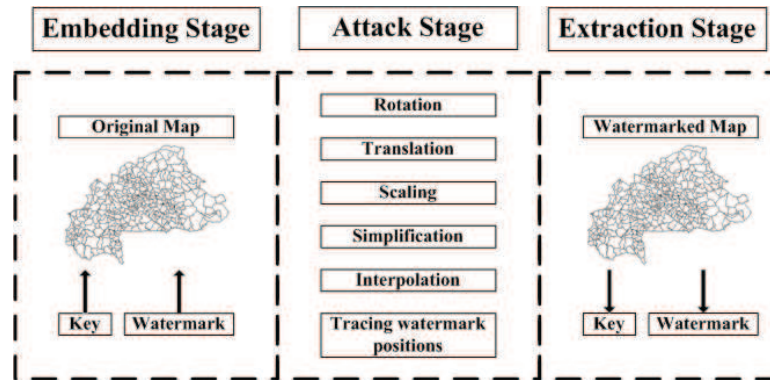 Embedding Stage
Attack Stage
Extraction Stage
Original Map
Key
Watermark
Rotation
Translation
Scaling
Simplification
Interpolation
Tracing watermark
positions
Watermarked Map
Key
Watermark